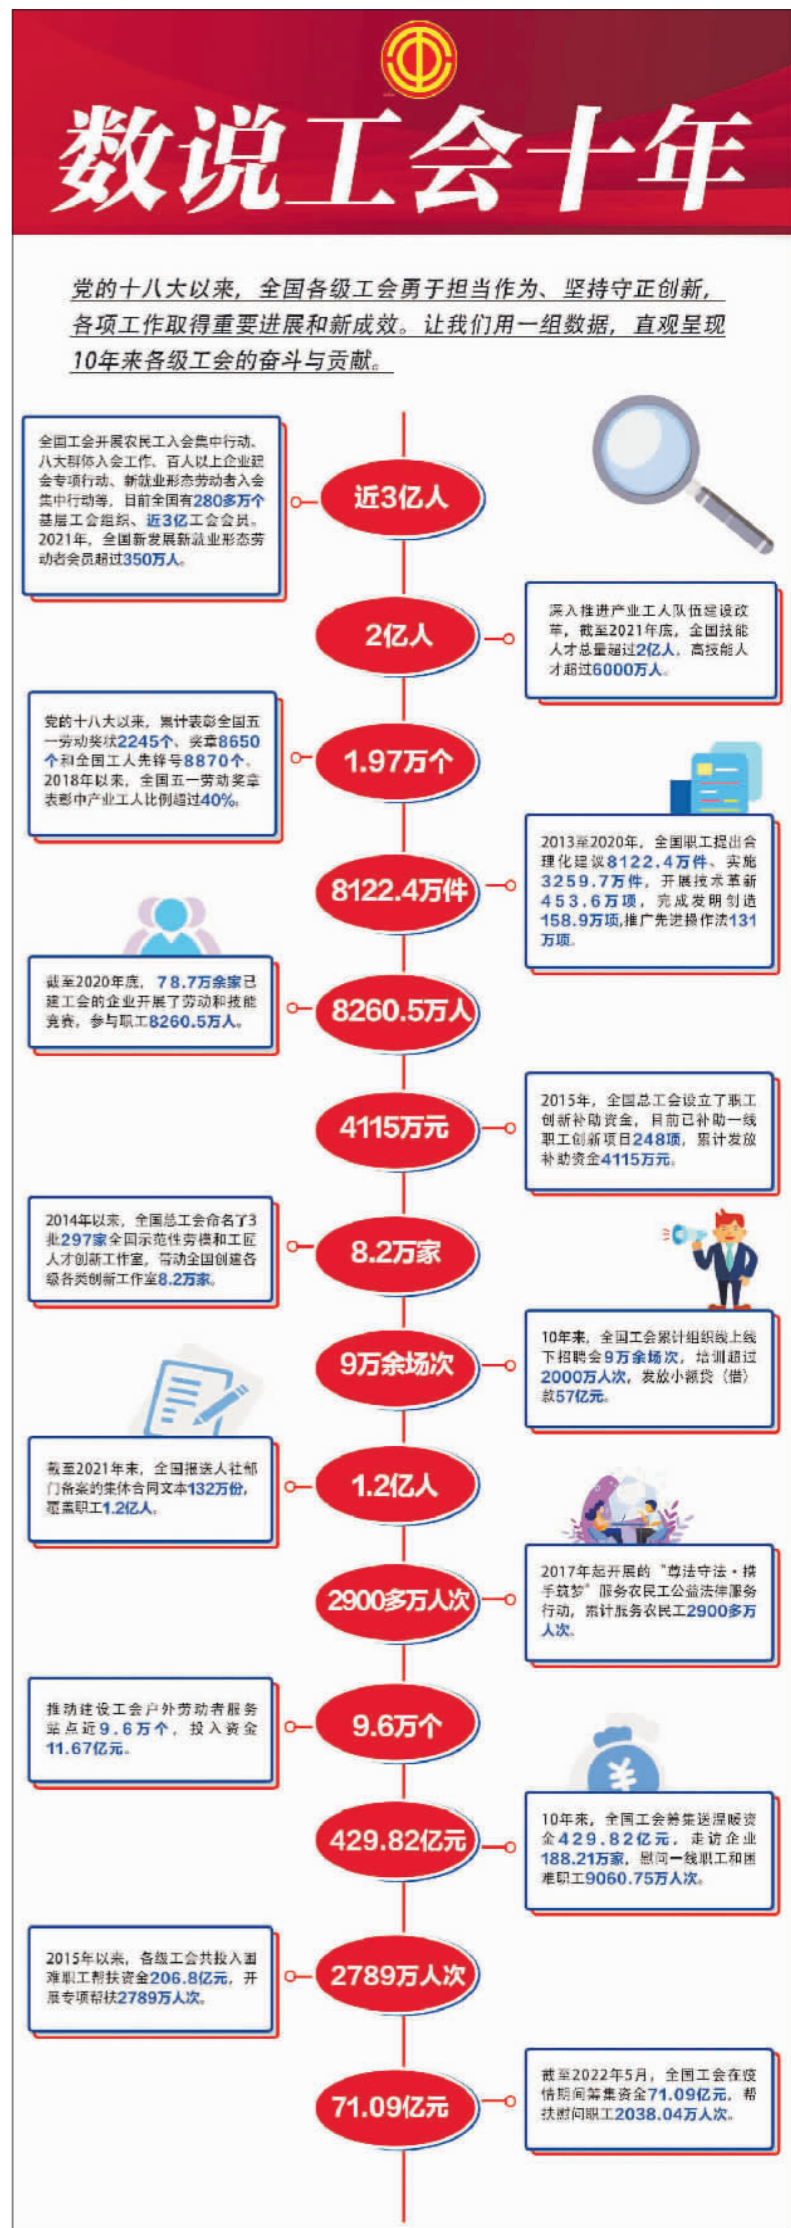 数说工会十年
党的十八大以来，全国各级工会勇于担当作为、坚持守正创新，
各项工作取得重要进展和新成效。让我们用一组数据，直观呈现
10年来各级工会的奋斗与贡献。
全国工会开展农民工入会集中行动、
八大群体入会工作、百人以上企业建
会专项行动、新就业形态劳动者入会
集中行动等，目前全国有280多万个
基层工会组织、近3亿工会会员。
2021年，全国新发展新就业形态劳
动者会员超过350万人。
近3亿人
2亿人
深入推进产业工人队伍建设改
革，截至2021年底，全国技能
人才总量超过2亿人，高技能人
才超过6000万人。
党的十八大以来，累计表彰全国五
一劳动奖状2245个、奖章8650
个和全国工人先锋号8870个。
2018年以来，全国五一劳动奖章
表彰中产业工人比例超过40%。
1.97万个
8122.4万件
2013至2020年，全国职工提出合
理化建议8122.4万件、实施
3259.7万件，开展技术革新
453.6万项，完成发明创造
158.9万项,推广先进操作法131
万项。
截至2020年底，78.7万余家已
建工会的企业开展了劳动和技能
竞赛，参与职工8260.5万人。
8260.5万人
4115万元
2015年，全国总工会设立了职工
创新补助资金，目前已补助一线
职工创新项目248项，累计发放
补助资金4115万元。
2014年以来，全国总工会命名了3
批297家全国示范性劳模和工匠
人才创新工作室，带动全国创建各
级各类创新工作室8.2万家。
8.2万家
9万余场次
10年来，全国工会累计组织线上线
下招聘会9万余场次，培训超过
2000万人次，发放小额贷（借）
款57亿元。
截至2021年末，全国报送人社部
门备案的集体合同文本132万份，
覆盖职工1.2亿人。
1.2亿人
2900多万人次
2017年起开展的“尊法守法·携
手筑梦”服务农民工公益法律服务
行动，累计服务农民工2900多万
人次。
推动建设工会户外劳动者服务
站点近9.6万个，投入资金
11.67亿元。
9.6万个
429.82亿元
10年来，全国工会筹集送温暖资
金429.82亿元，走访企业
188.21万家，慰问一线职工和困
难职工9060.75万人次。
2015年以来，各级工会共投入困
难职工帮扶资金206.8亿元，开
展专项帮扶2789万人次。
2789万人次
71.09亿元
截至2022年5月，全国工会在疫
情期间筹集资金71.09亿元，帮
扶慰问职工2038.04万人次。